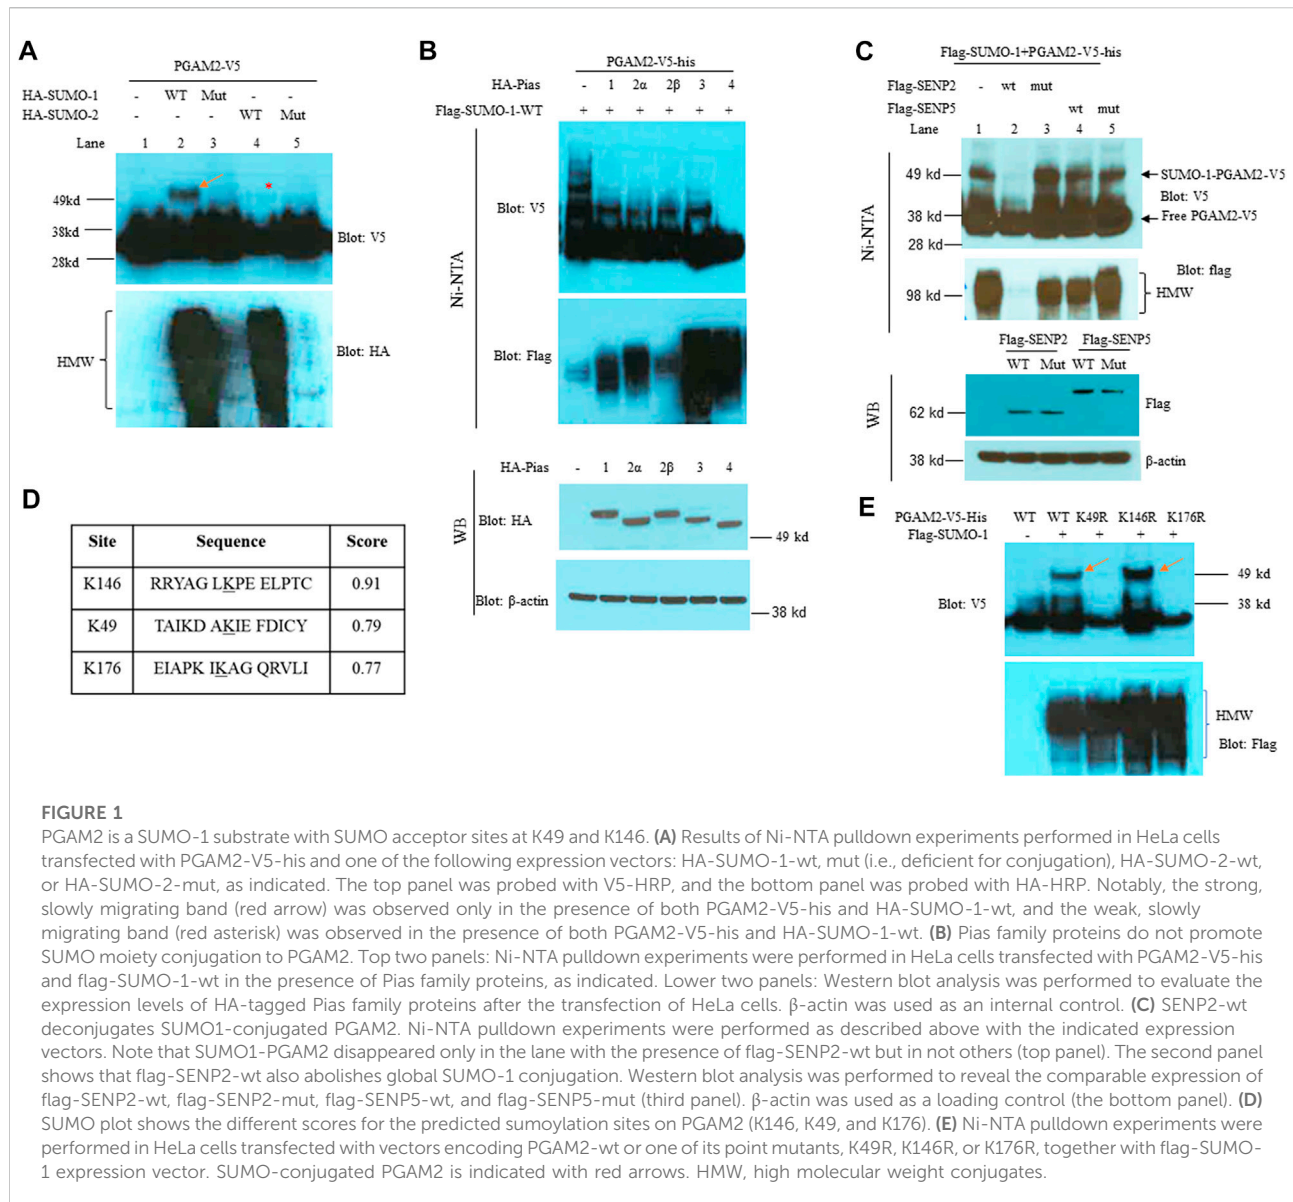 A
PGAM2-V5
HA-SUMO-1 - WT Mut - -
HA-SUMO-2 - - - WT Mut
Lane 1 2 3 4 5
49kd
38kd
28kd
*
Blot: V5
HMW
Blot: HA
B
PGAM2-V5-his
HA-Pias - 1 2α 2β 3 4
Flag-SUMO-1-WT + + + + + +
Ni-NTA
Blot: V5
Blot: Flag
HA-Pias - 1 2α 2β 3 4
WB
Blot: HA
49 kd
Blot: β-actin
38 kd
C
Flag-SUMO-1+PGAM2-V5-his
Flag-SENP2 - wt mut
Flag-SENP5 wt mut
Lane 1 2 3 4 5
Ni-NTA
49 kd
38 kd
28 kd
SUMO-1-PGAM2-V5
Blot: V5
Free PGAM2-V5
98 kd
Blot: flag
HMW
Flag-SENP2 Flag-SENP5
WT Mut WT Mut
WB
62 kd
Flag
38 kd
β-actin
D
Site Sequence Score
K146 RRYAG LKPE ELPTC 0.91
K49 TAIKD AKIE FDICY 0.79
K176 EIAPK IKAG QRVLI 0.77
E
PGAM2-V5-His WT WT K49R K146R K176R
Flag-SUMO-1 - + + + +
Blot: V5
49 kd
38 kd
HMW
Blot: Flag
FIGURE 1
PGAM2 is a SUMO-1 substrate with SUMO acceptor sites at K49 and K146. (A) Results of Ni-NTA pulldown experiments performed in HeLa cells
transfected with PGAM2-V5-his and one of the following expression vectors: HA-SUMO-1-wt, mut (i.e., deficient for conjugation), HA-SUMO-2-wt,
or HA-SUMO-2-mut, as indicated. The top panel was probed with V5-HRP, and the bottom panel was probed with HA-HRP. Notably, the strong,
slowly migrating band (red arrow) was observed only in the presence of both PGAM2-V5-his and HA-SUMO-1-wt, and the weak, slowly
migrating band (red asterisk) was observed in the presence of both PGAM2-V5-his and HA-SUMO-1-wt. (B) Pias family proteins do not promote
SUMO moiety conjugation to PGAM2. Top two panels: Ni-NTA pulldown experiments were performed in HeLa cells transfected with PGAM2-V5-his
and flag-SUMO-1-wt in the presence of Pias family proteins, as indicated. Lower two panels: Western blot analysis was performed to evaluate the
expression levels of HA-tagged Pias family proteins after the transfection of HeLa cells. β-actin was used as an internal control. (C) SENP2-wt
deconjugates SUMO1-conjugated PGAM2. Ni-NTA pulldown experiments were performed as described above with the indicated expression
vectors. Note that SUMO1-PGAM2 disappeared only in the lane with the presence of flag-SENP2-wt but in not others (top panel). The second panel
shows that flag-SENP2-wt also abolishes global SUMO-1 conjugation. Western blot analysis was performed to reveal the comparable expression of
flag-SENP2-wt, flag-SENP2-mut, flag-SENP5-wt, and flag-SENP5-mut (third panel). β-actin was used as a loading control (the bottom panel). (D)
SUMO plot shows the different scores for the predicted sumoylation sites on PGAM2 (K146, K49, and K176). (E) Ni-NTA pulldown experiments were
performed in HeLa cells transfected with vectors encoding PGAM2-wt or one of its point mutants, K49R, K146R, or K176R, together with flag-SUMO-
1 expression vector. SUMO-conjugated PGAM2 is indicated with red arrows. HMW, high molecular weight conjugates.